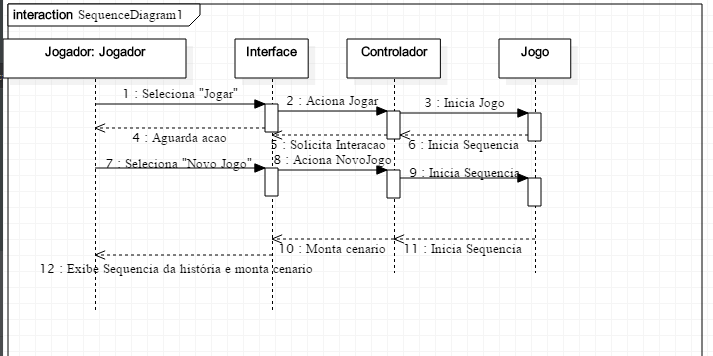 interaction SequenceDiagram1
Jogador: Jogador
Interface
Controlador
Jogo
1 : Seleciona "Jogar"
2 : Aciona Jogar
3 : Inicia Jogo
4 : Aguarda acao
5 : Solicita Interacao
6 : Inicia Sequencia
7 : Seleciona "Novo Jogo"
8 : Aciona NovoJogo
9 : Inicia Sequencia
10 : Monta cenario
11 : Inicia Sequencia
12 : Exibe Sequencia da história e monta cenario